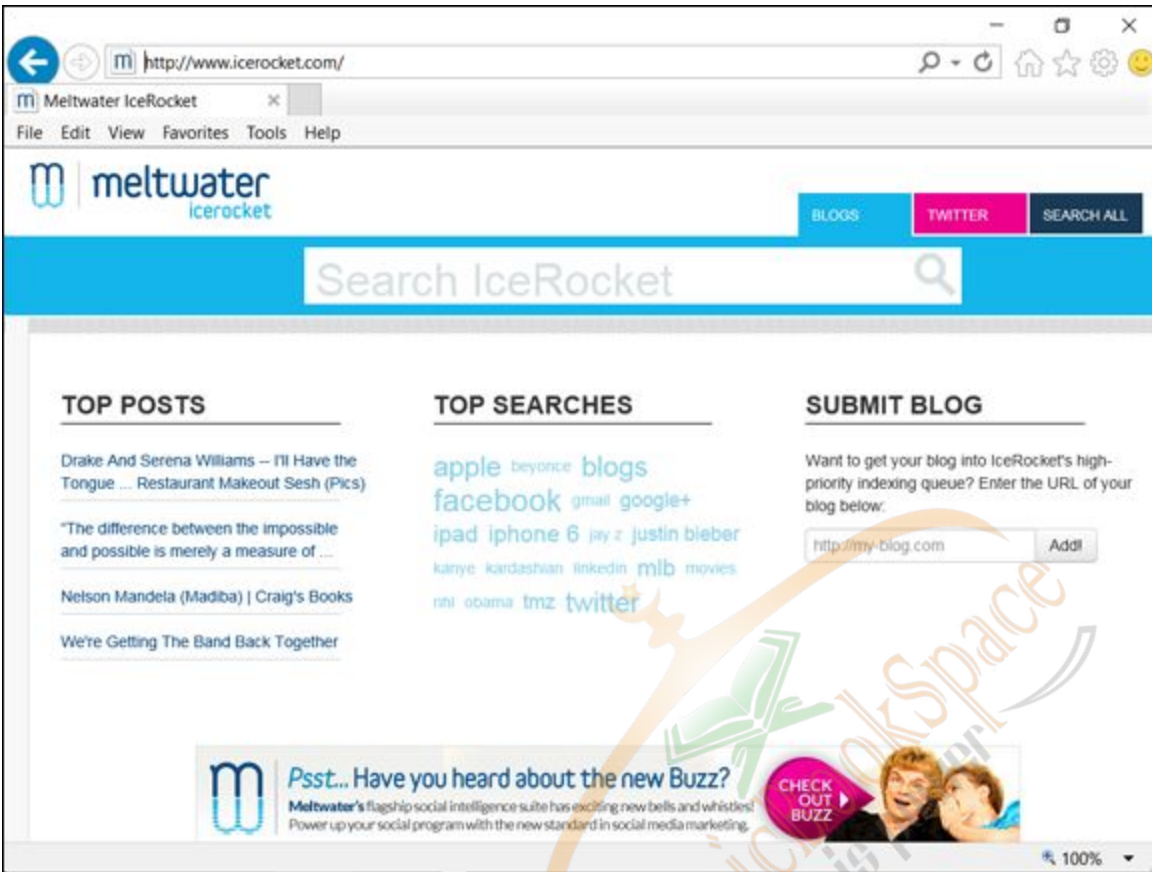 http://www.icerocket.com/
Meltwater IceRocket
File Edit View Favorites Tools Help
meltwater
icerocket
BLOGS TWITTER SEARCH ALL
Search IceRocket
TOP POSTS
Drake And Serena Williams – I'll Have the
Tongue ... Restaurant Makeout Sesh (Pics)
"The difference between the impossible
and possible is merely a measure of ...
Nelson Mandela (Madiba) | Craig's Books
We're Getting The Band Back Together
TOP SEARCHES
apple beyonce blogs
facebook gmail google+
ipad iphone 6 jay z justin bieber
kanye kardashian linkedin mlb movies
nhl obama tmz twitter
SUBMIT BLOG
Want to get your blog into IceRocket's high-
priority indexing queue? Enter the URL of your
blog below:
http://my-blog.com Add!
Psst... Have you heard about the new Buzz?
Meltwater's flagship social intelligence suite has exciting new bells and whistles!
Power up your social program with the new standard in social media marketing.
CHECK
OUT
BUZZ
100%